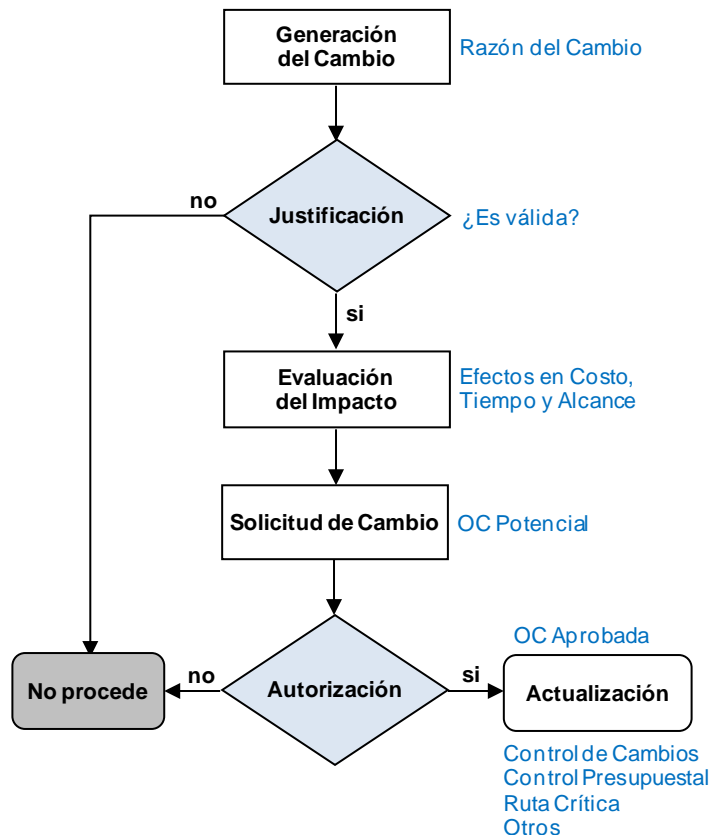 Generación
del Cambio
Razón del Cambio
no
Justificación
¿Es válida?
si
Evaluación
del Impacto
Efectos en Costo,
Tiempo y Alcance
Solicitud de Cambio
OC Potencial
OC Aprobada
No procede
no
Autorización
si
Actualización
Control de Cambios
Control Presupuestal
Ruta Crítica
Otros